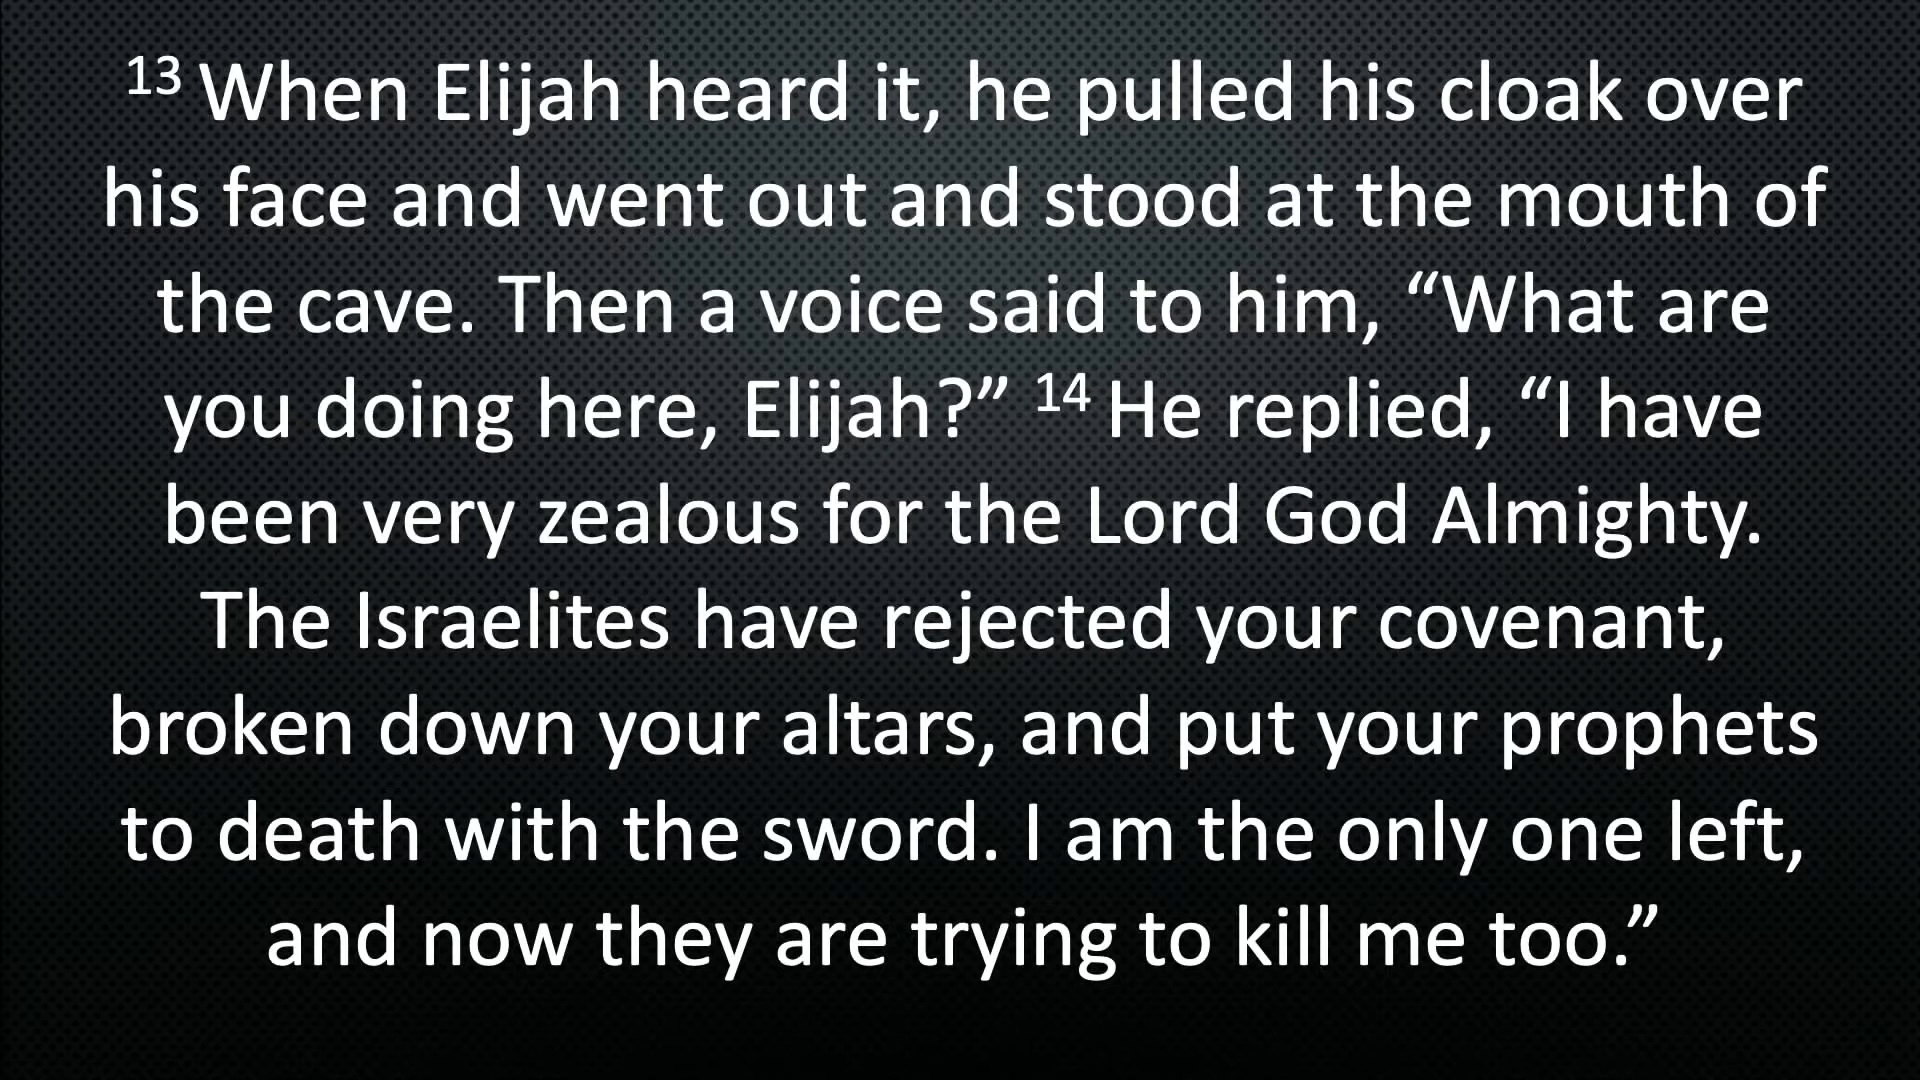 13 When Elijah heard it, he pulled his cloak over
his face and went out and stood at the mouth of
the cave. Then a voice said to him, “What are
you doing here, Elijah?” 14 He replied, “I have
been very zealous for the Lord God Almighty.
The Israelites have rejected your covenant,
broken down your altars, and put your prophets
to death with the sword. I am the only one left,
and now they are trying to kill me too.”